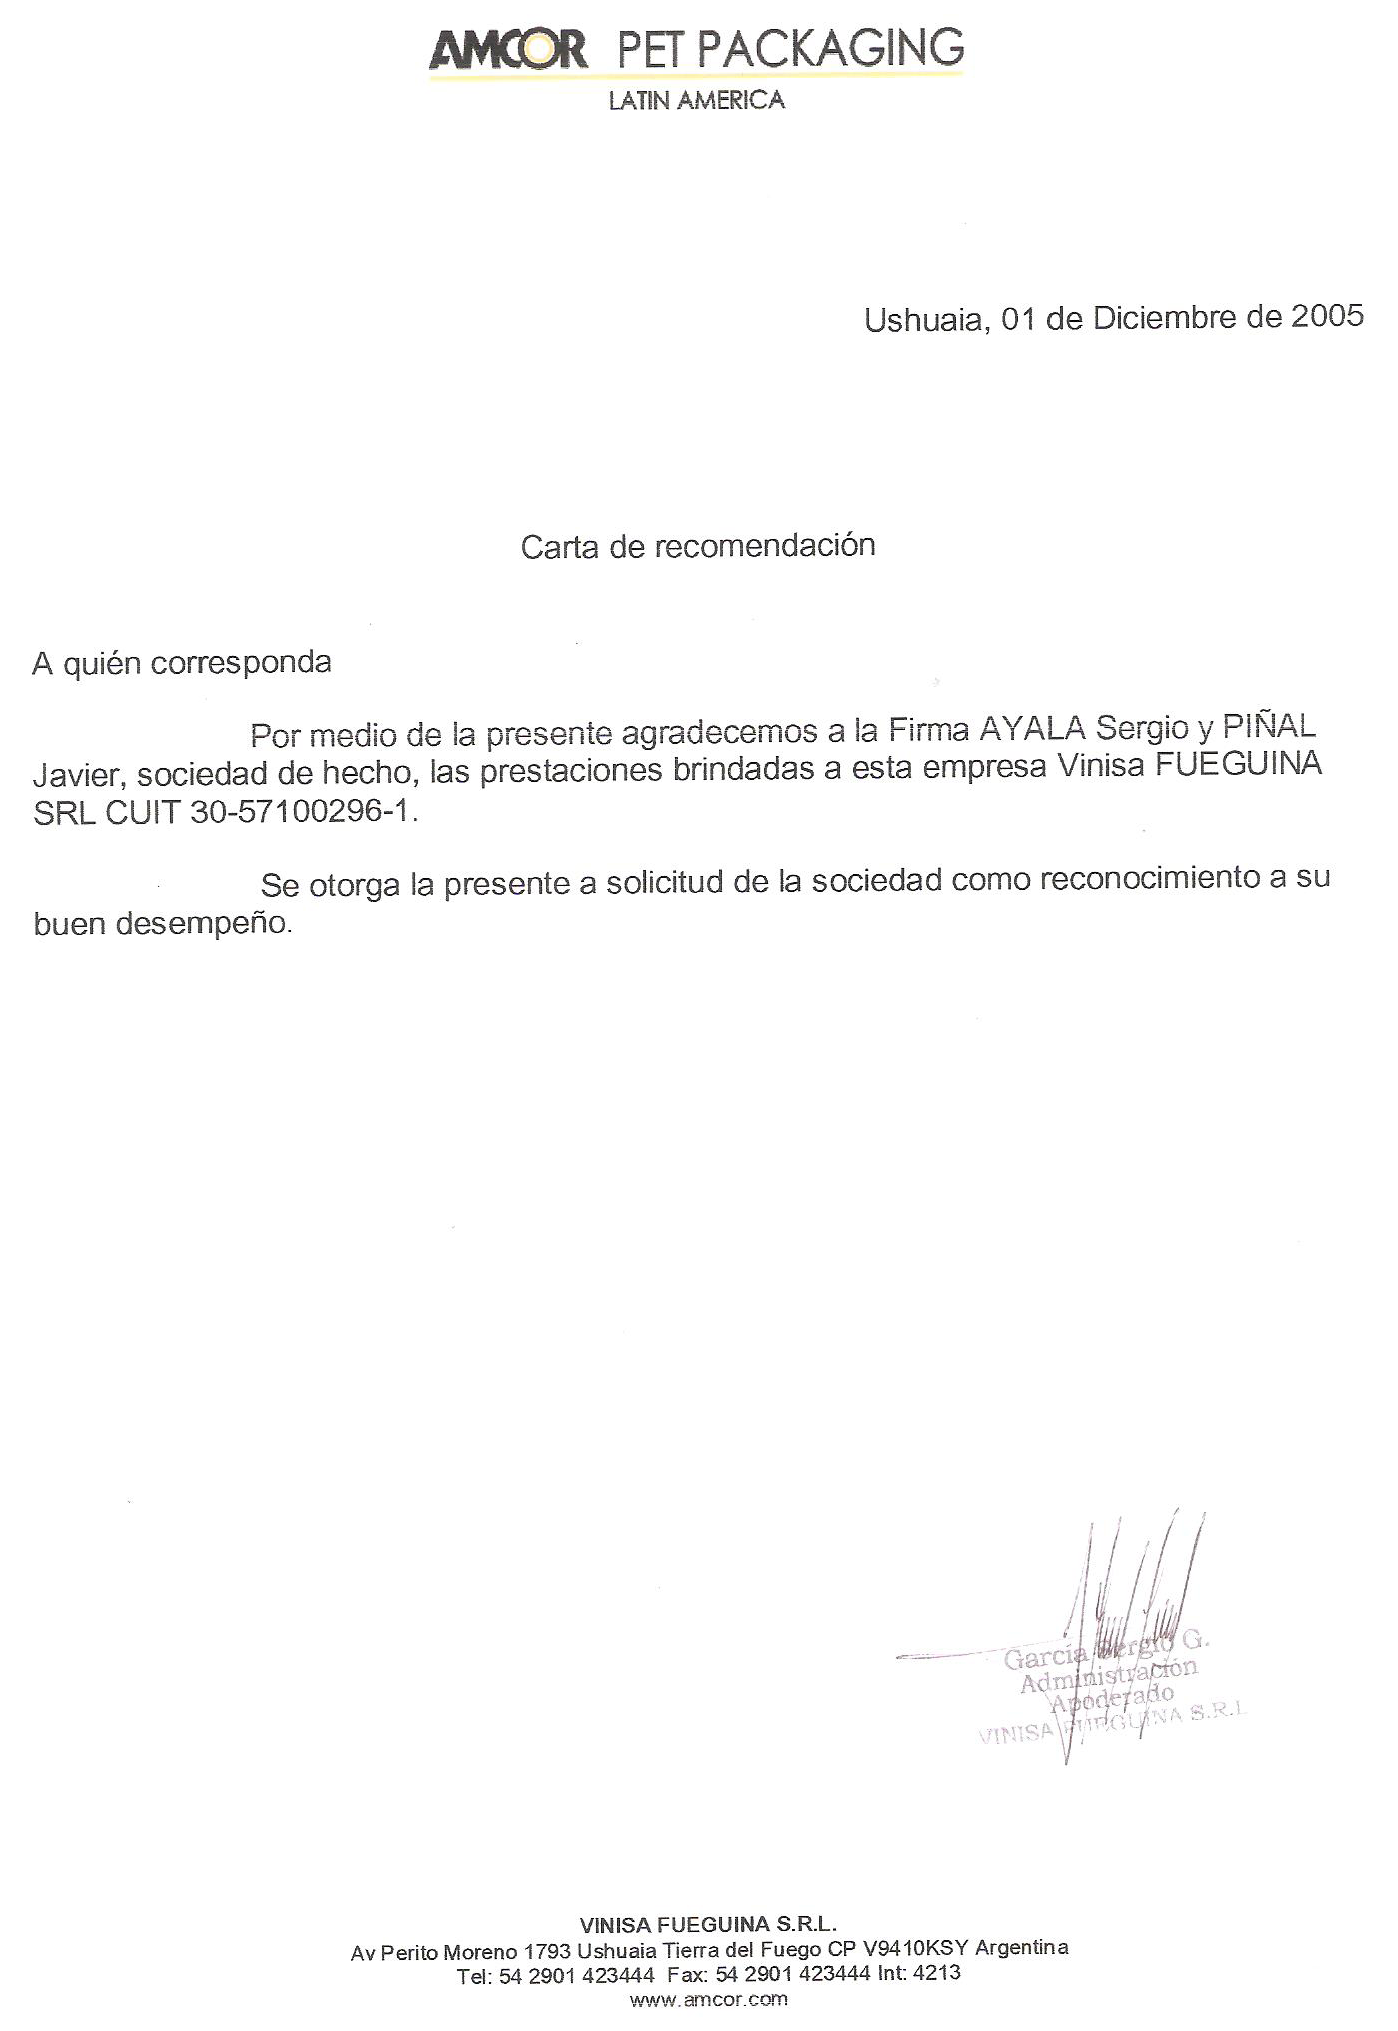 AMCOR PET PACKAGING
LATIN AMERICA
Ushuaia, 01 de Diciembre de 2005
Carta de recomendación
A quién corresponda
Por medio de la presente agradecemos a la Firma AYALA Sergio y PIÑAL
Javier, sociedad de hecho, las prestaciones brindadas a esta empresa Vinisa FUEGUINA
SRL CUIT 30-57100296-1.
Se otorga la presente a solicitud de la sociedad como reconocimiento a su
buen desempeño.
García Sergio G.
Administración
Apoderado
VINISA FUEGUINA S.R.L
VINISA FUEGUINA S.R.L.
Av Perito Moreno 1793 Ushuaia Tierra del Fuego CP V9410KSY Argentina
Tel: 54 2901 423444 Fax: 54 2901 423444 Int: 4213
www.amcor.com